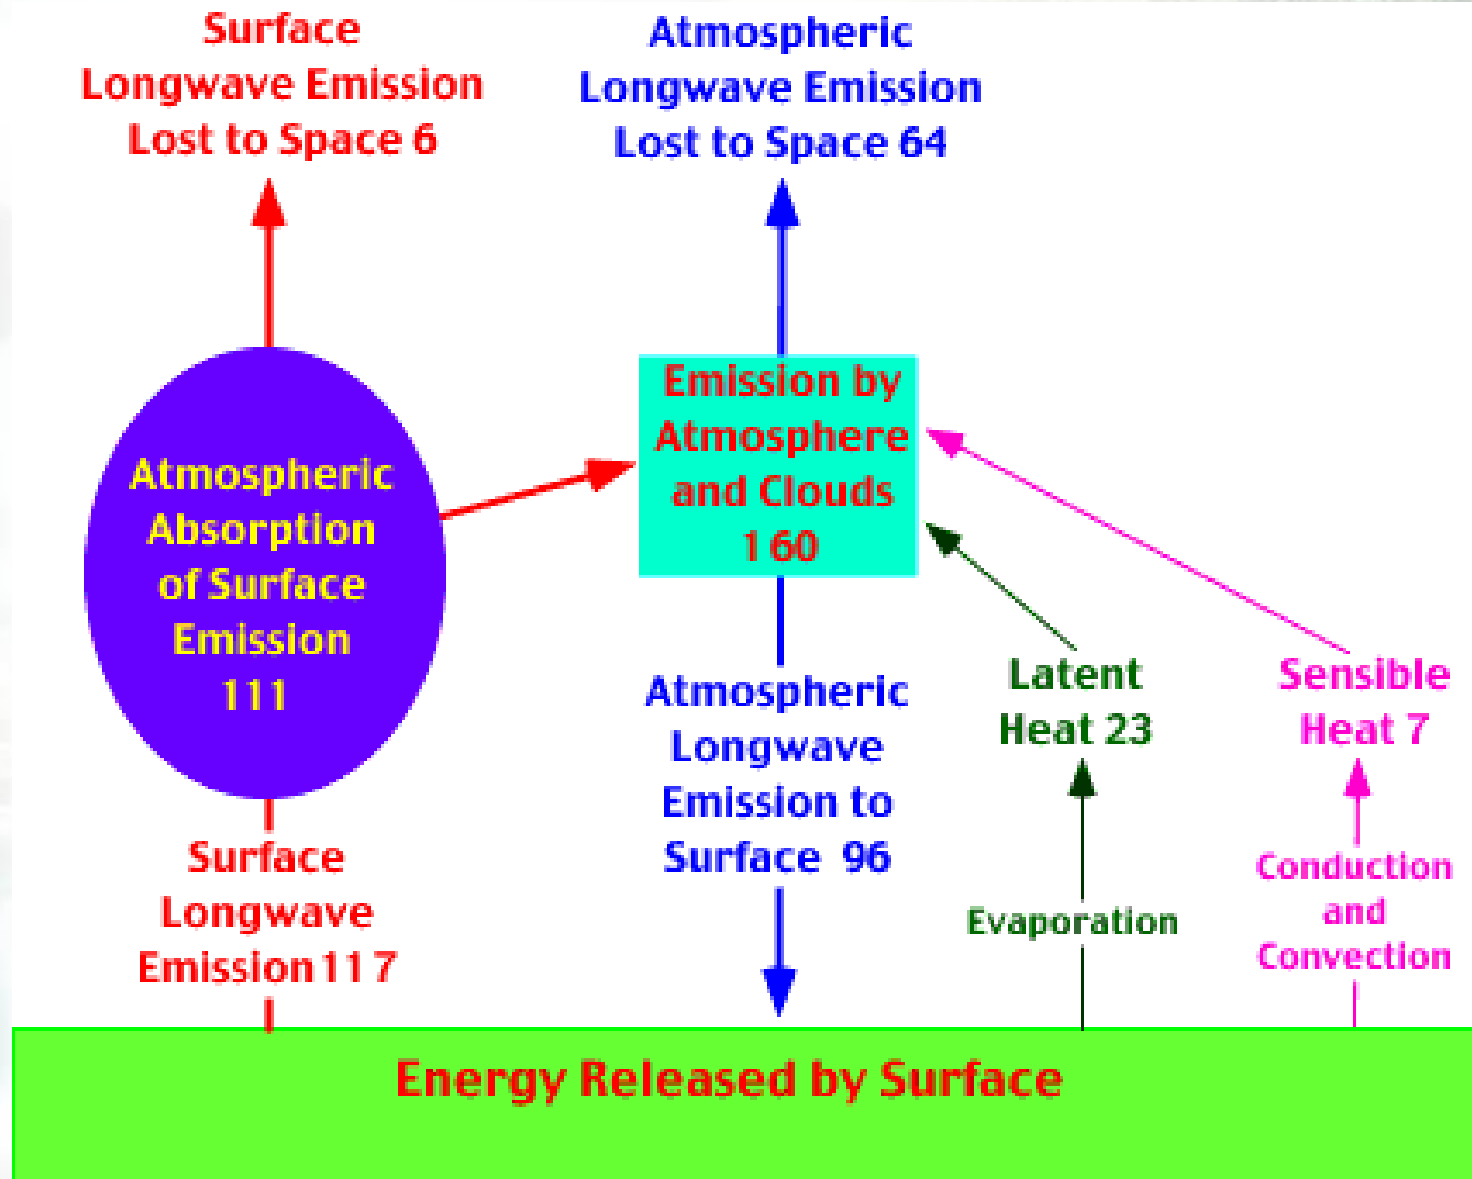 Surface
Longwave Emission
Lost to Space 6
Atmospheric
Longwave Emission
Lost to Space 64
Atmospheric
Absorption
of Surface
Emission
111
Emission by
Atmosphere
and Clouds
160
Surface
Longwave
Emission 117
Atmospheric
Longwave
Emission to
Surface 96
Latent
Heat 23
Evaporation
Sensible
Heat 7
Conduction
and
Convection
Energy Released by Surface